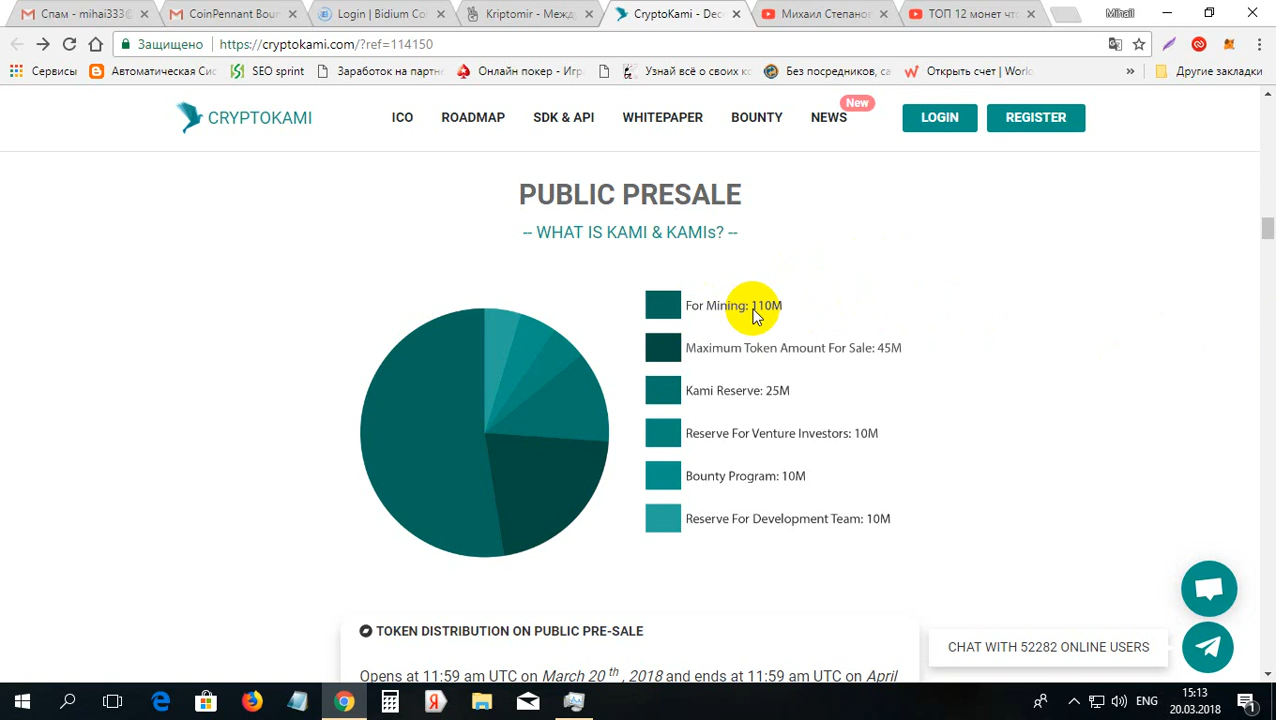 Спам - mihai333@
CoinPennant Boun
Login | Bidium Co
Kriptomir - Межд
CryptoKami - Dec
Михаил Степанов
ТОП 12 монет что
Mihail
Защищено
https://cryptokami.com/?ref=114150
Сервисы
Автоматическая Сис
SEO sprint
Заработок на партн
Онлайн покер - Игр
Узнай всё о своих ко
Без посредников, са
Открыть счет | Worl
»
Другие закладки
CRYPTOKAMI
ICO
ROADMAP
SDK & API
WHITEPAPER
BOUNTY
NEWS
New
LOGIN
REGISTER
PUBLIC PRESALE
-- WHAT IS KAMI & KAMIs? --
For Mining: 110M
Maximum Token Amount For Sale: 45M
Kami Reserve: 25M
Reserve For Venture Investors: 10M
Bounty Program: 10M
Reserve For Development Team: 10M
TOKEN DISTRIBUTION ON PUBLIC PRE-SALE
Opens at 11:59 am UTC on March 20 th , 2018 and ends at 11:59 am UTC on April
CHAT WITH 52282 ONLINE USERS
ENG
15:13
20.03.2018
1